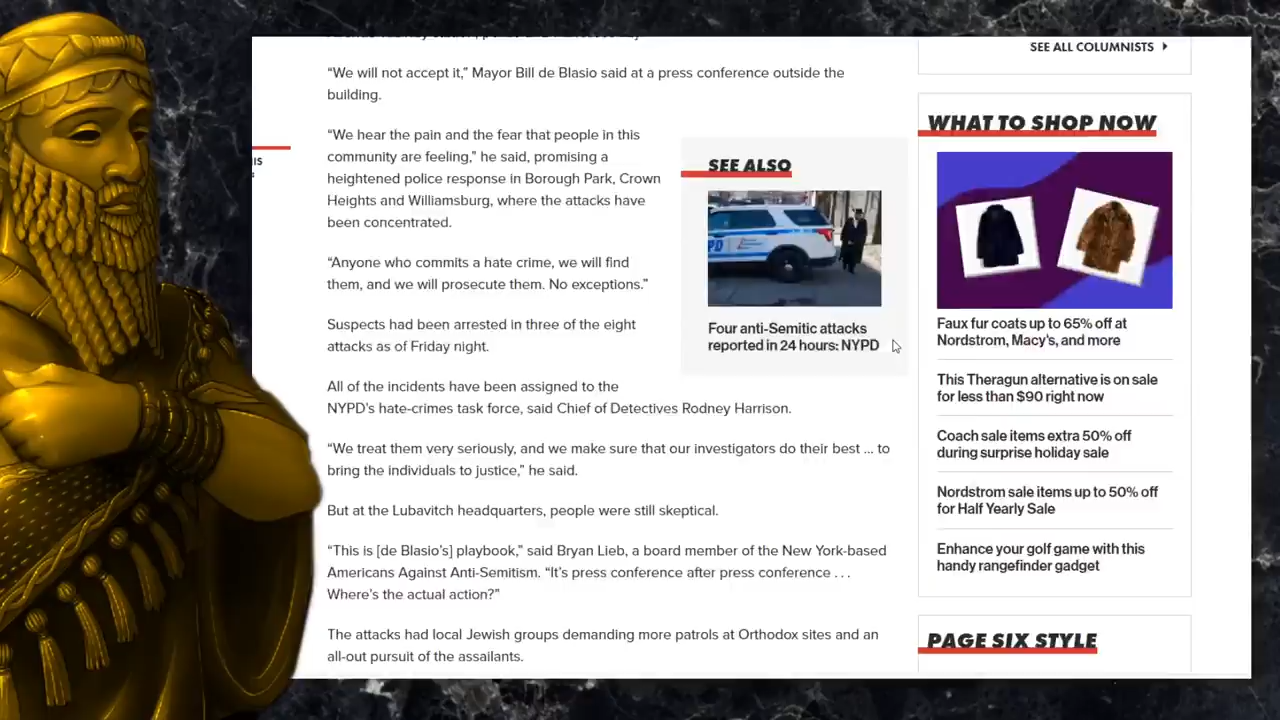 SEE ALL COLUMNISTS
“We will not accept it,” Mayor Bill de Blasio said at a press conference outside the
building.
“We hear the pain and the fear that people in this
community are feeling,” he said, promising a
heightened police response in Borough Park, Crown
Heights and Williamsburg, where the attacks have
been concentrated.
“Anyone who commits a hate crime, we will find
them, and we will prosecute them. No exceptions.”
Suspects had been arrested in three of the eight
attacks as of Friday night.
All of the incidents have been assigned to the
NYPD’s hate-crimes task force, said Chief of Detectives Rodney Harrison.
“We treat them very seriously, and we make sure that our investigators do their best ... to
bring the individuals to justice,” he said.
But at the Lubavitch headquarters, people were still skeptical.
“This is [de Blasio’s] playbook,” said Bryan Lieb, a board member of the New York-based
Americans Against Anti-Semitism. “It’s press conference after press conference . . .
Where’s the actual action?”
The attacks had local Jewish groups demanding more patrols at Orthodox sites and an
all-out pursuit of the assailants.
SEE ALSO
Four anti-Semitic attacks
reported in 24 hours: NYPD
WHAT TO SHOP NOW
Faux fur coats up to 65% off at
Nordstrom, Macy's, and more
This Theragun alternative is on sale
for less than $90 right now
Coach sale items extra 50% off
during surprise holiday sale
Nordstrom sale items up to 50% off
for Half Yearly Sale
Enhance your golf game with this
handy rangefinder gadget
PAGE SIX STYLE